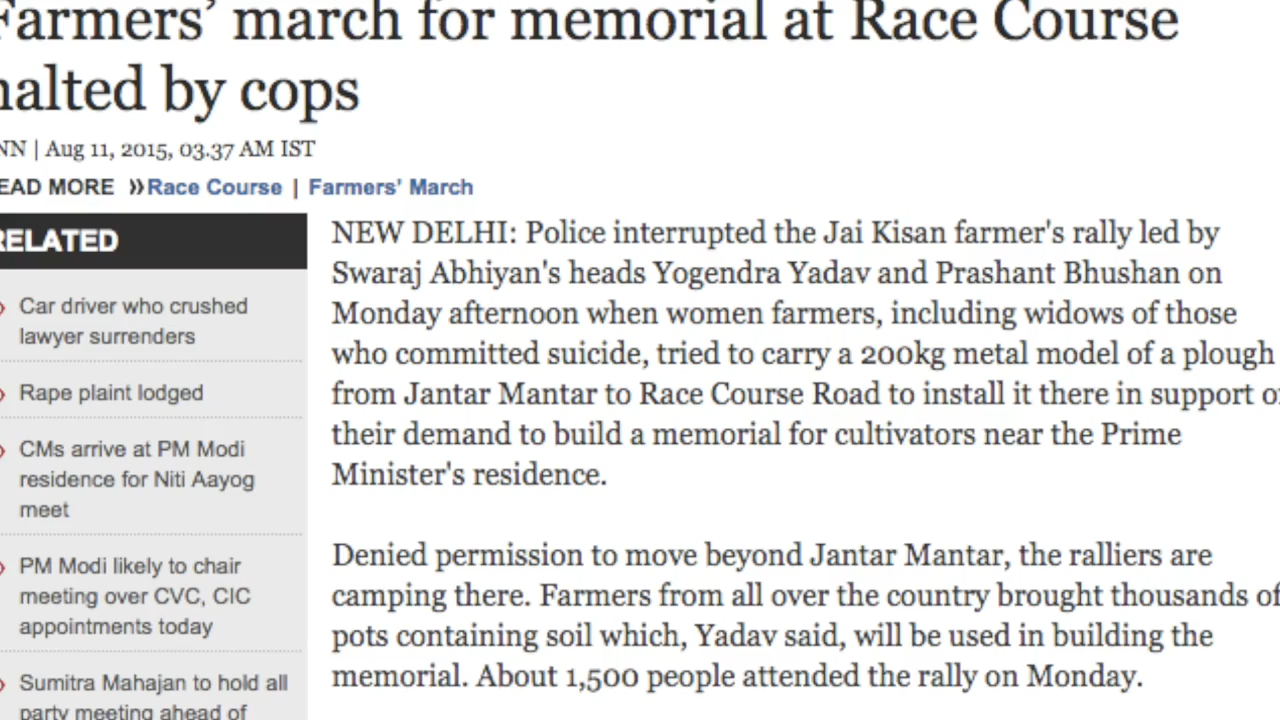 Farmers' march for memorial at Race Course
halted by cops
NN | Aug 11, 2015, 03.37 AM IST
EAD MORE »Race Course | Farmers' March
RELATED
Car driver who crushed
lawyer surrenders
Rape plaint lodged
CMs arrive at PM Modi
residence for Niti Aayog
meet
PM Modi likely to chair
meeting over CVC, CIC
appointments today
Sumitra Mahajan to hold all
party meeting ahead of
NEW DELHI: Police interrupted the Jai Kisan farmer's rally led by
Swaraj Abhiyan's heads Yogendra Yadav and Prashant Bhushan on
Monday afternoon when women farmers, including widows of those
who committed suicide, tried to carry a 200kg metal model of a plough
from Jantar Mantar to Race Course Road to install it there in support of
their demand to build a memorial for cultivators near the Prime
Minister's residence.
Denied permission to move beyond Jantar Mantar, the ralliers are
camping there. Farmers from all over the country brought thousands of
pots containing soil which, Yadav said, will be used in building the
memorial. About 1,500 people attended the rally on Monday.